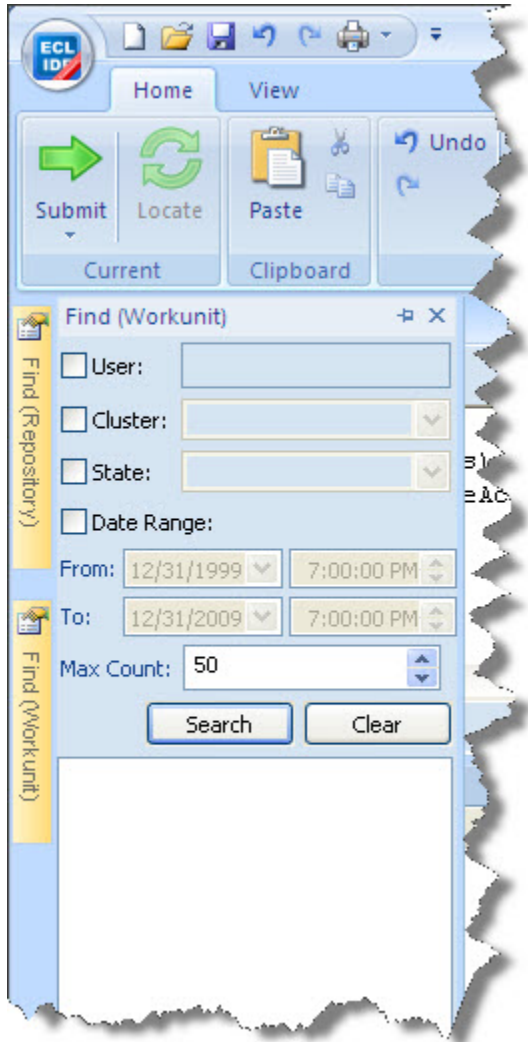 ECL
IDE
Home View
Submit Locate Paste Undo
Current Clipboard
Find (Repository)
Find (Workunit)
Find (Workunit)
User:
Cluster:
State:
Date Range:
From: 12/31/1999 7:00:00 PM
To: 12/31/2009 7:00:00 PM
Max Count: 50
Search Clear